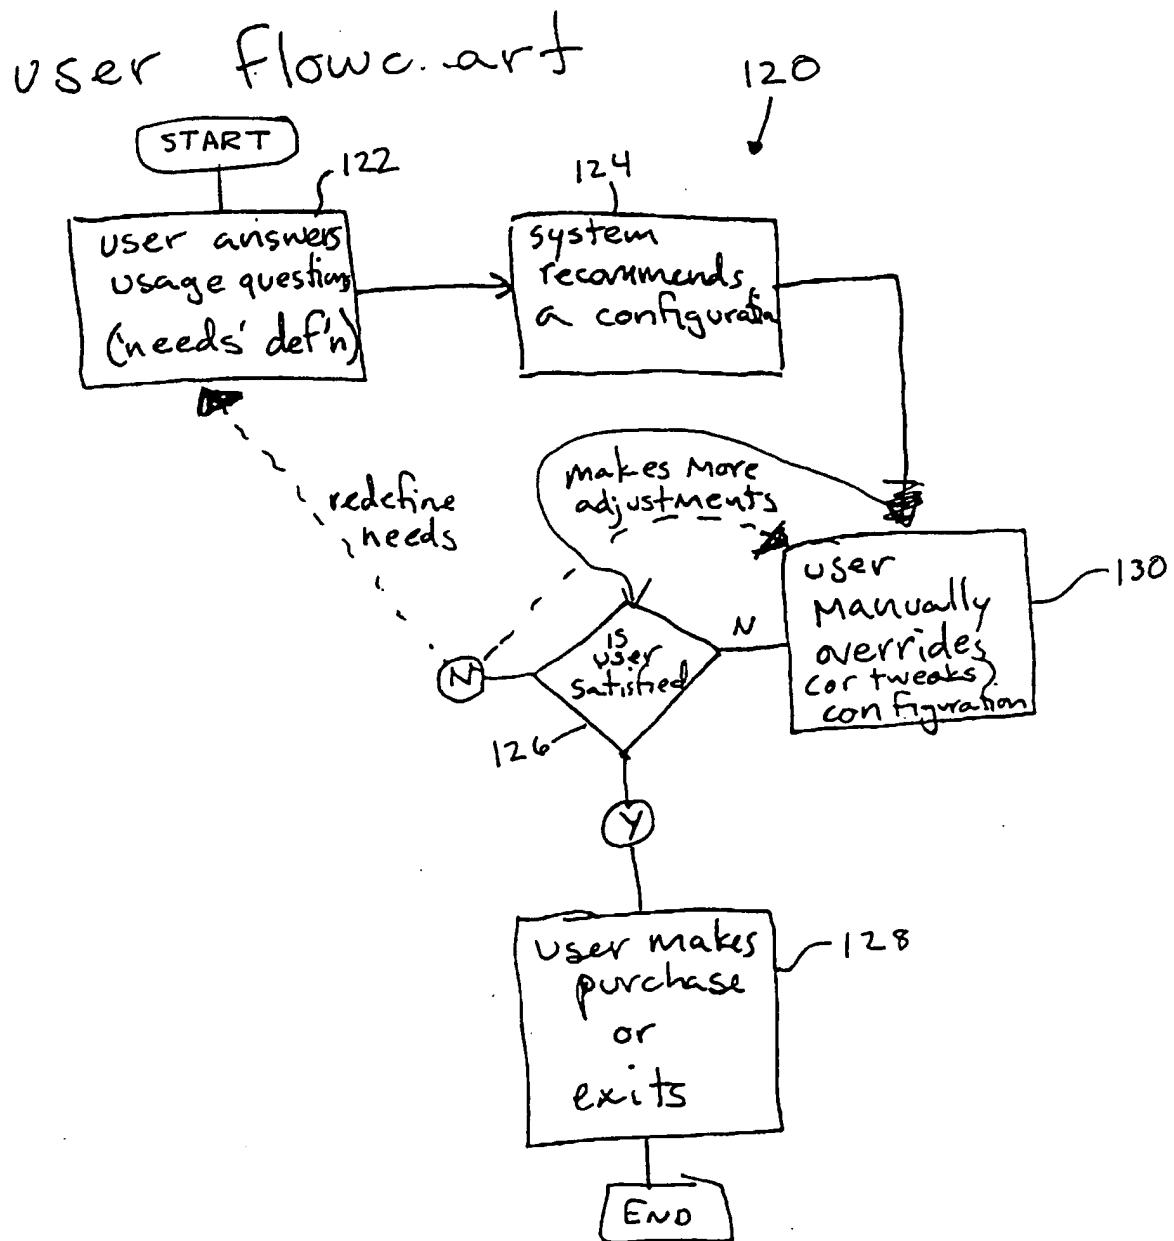 user flowc.art
120
START
122
user answers
usage questions
('needs' def'n)
124
system
recommends
a configuration
makes more
adjustments
redefine
needs
user
manually
overrides
(or tweaks)
configuration
130
N
is
user
satisfied
N
126
Y
user makes
purchase
or
exits
128
END